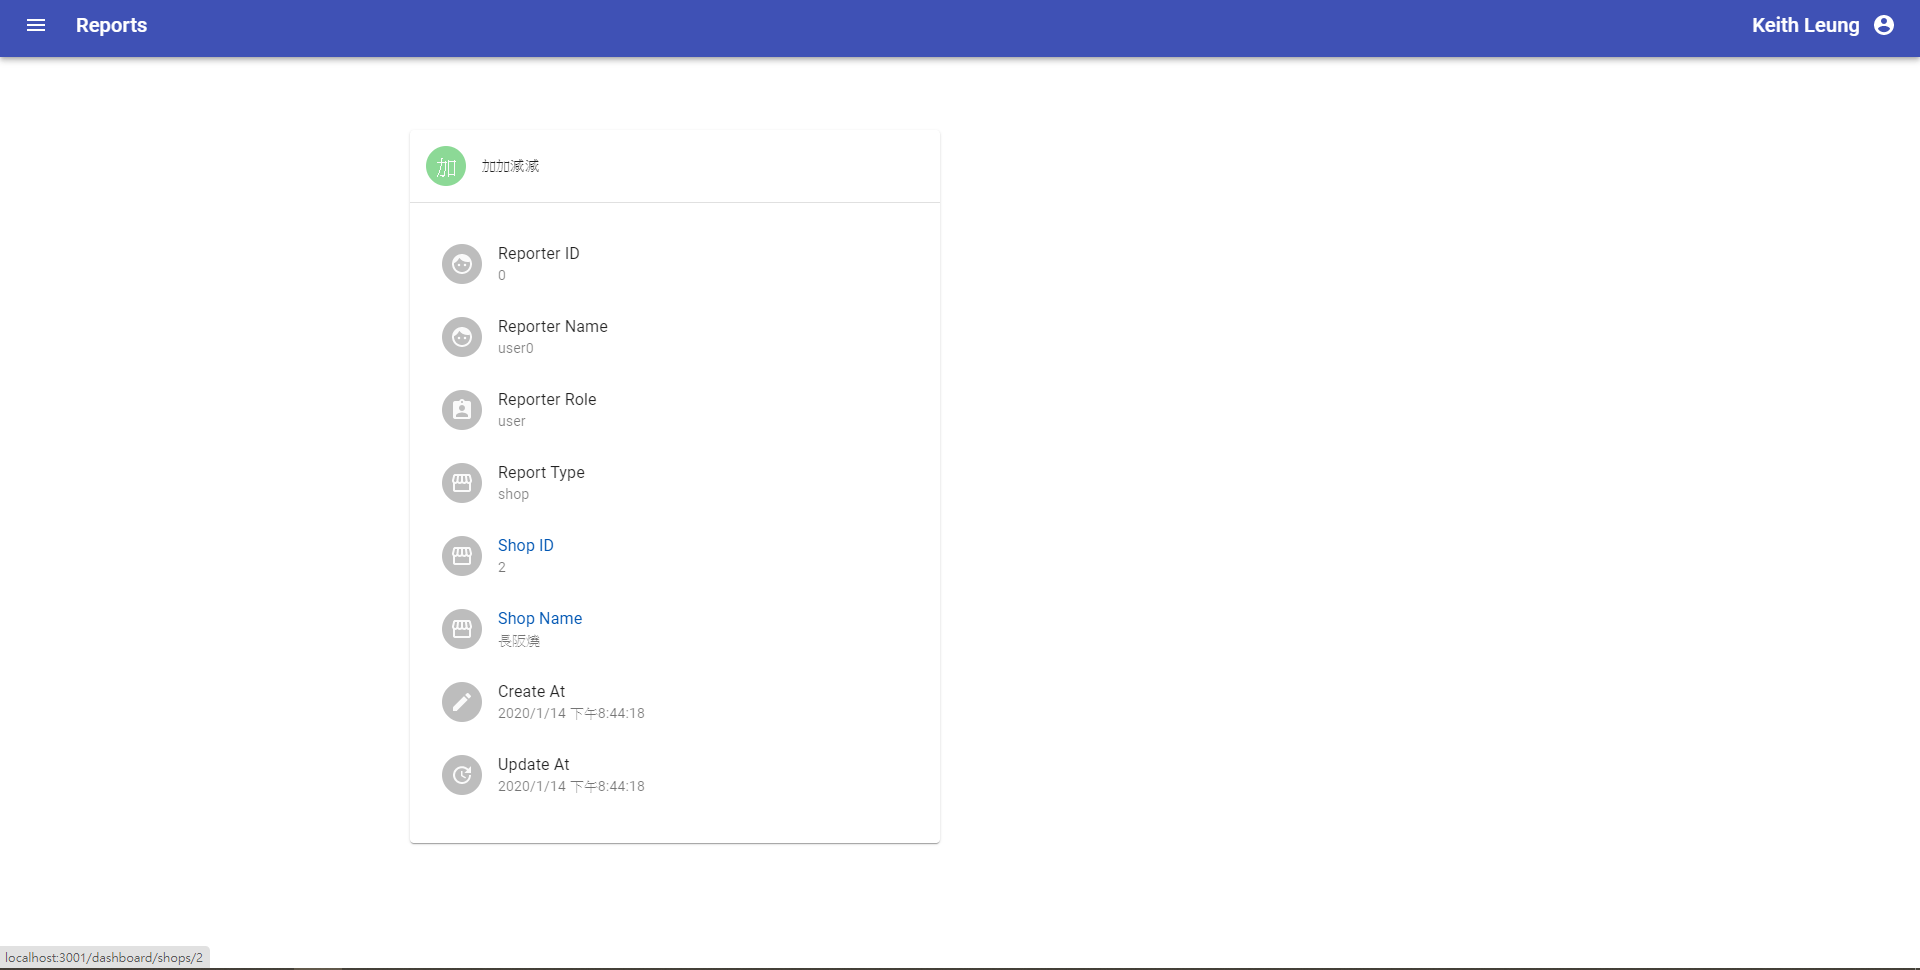 Reports
Keith Leung
加
加加減減
Reporter ID
0
Reporter Name
user0
Reporter Role
user
Report Type
shop
Shop ID
2
Shop Name
長阪燒
Create At
2020/1/14 下午8:44:18
Update At
2020/1/14 下午8:44:18
localhost:3001/dashboard/shops/2